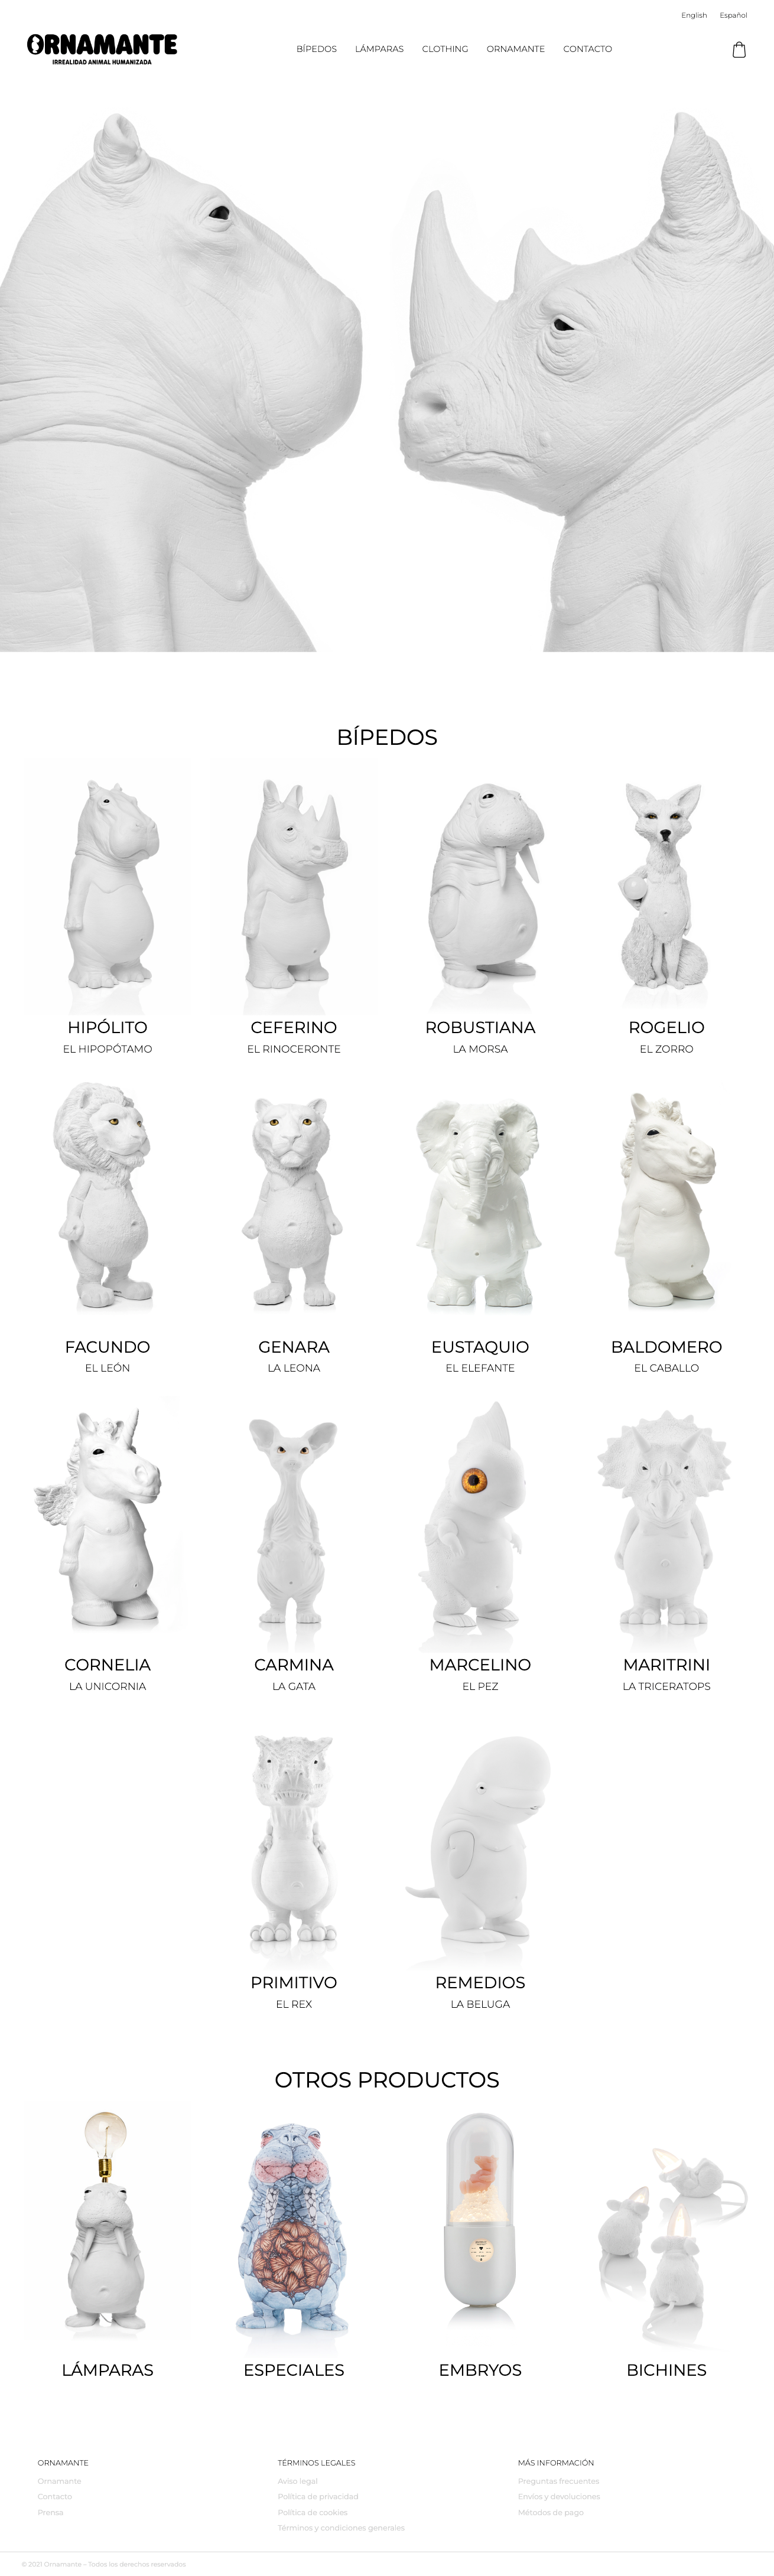 English Español
ORNAMANTE
IRREALIDAD ANIMAL HUMANIZADA
BÍPEDOS LÁMPARAS CLOTHING ORNAMANTE CONTACTO
BÍPEDOS
HIPÓLITO
EL HIPOPÓTAMO
CEFERINO
EL RINOCERONTE
ROBUSTIANA
LA MORSA
ROGELIO
EL ZORRO
FACUNDO
EL LEÓN
GENARA
LA LEONA
EUSTAQUIO
EL ELEFANTE
BALDOMERO
EL CABALLO
CORNELIA
LA UNICORNIA
CARMINA
LA GATA
MARCELINO
EL PEZ
MARITRINI
LA TRICERATOPS
PRIMITIVO
EL REX
REMEDIOS
LA BELUGA
OTROS PRODUCTOS
LÁMPARAS
ESPECIALES
EMBRYOS
BICHINES
ORNAMANTE
Ornamante
Contacto
Prensa
TÉRMINOS LEGALES
Aviso legal
Política de privacidad
Política de cookies
Términos y condiciones generales
MÁS INFORMACIÓN
Preguntas frecuentes
Envíos y devoluciones
Métodos de pago
© 2021 Ornamante – Todos los derechos reservados